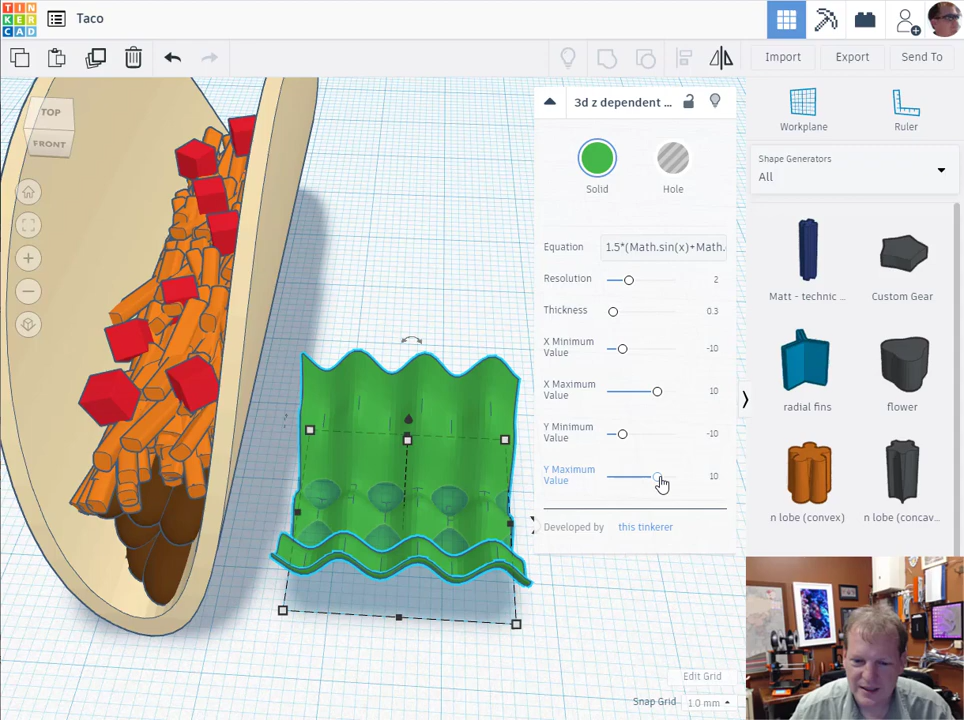 TIN
KER
CAD
Taco
Import
Export
Send To
TOP
FRONT
3d z dependent ...
Solid
Hole
Equation
1.5*(Math.sin(x)+Math.
Resolution
2
Thickness
0.3
X Minimum
Value
-10
X Maximum
Value
10
Y Minimum
Value
-10
Y Maximum
Value
10
Developed by
this tinkerer
Workplane
Ruler
Shape Generators
All
Matt - technic ...
Custom Gear
radial fins
flower
n lobe (convex)
n lobe (concav...
Edit Grid
Snap Grid
1.0 mm